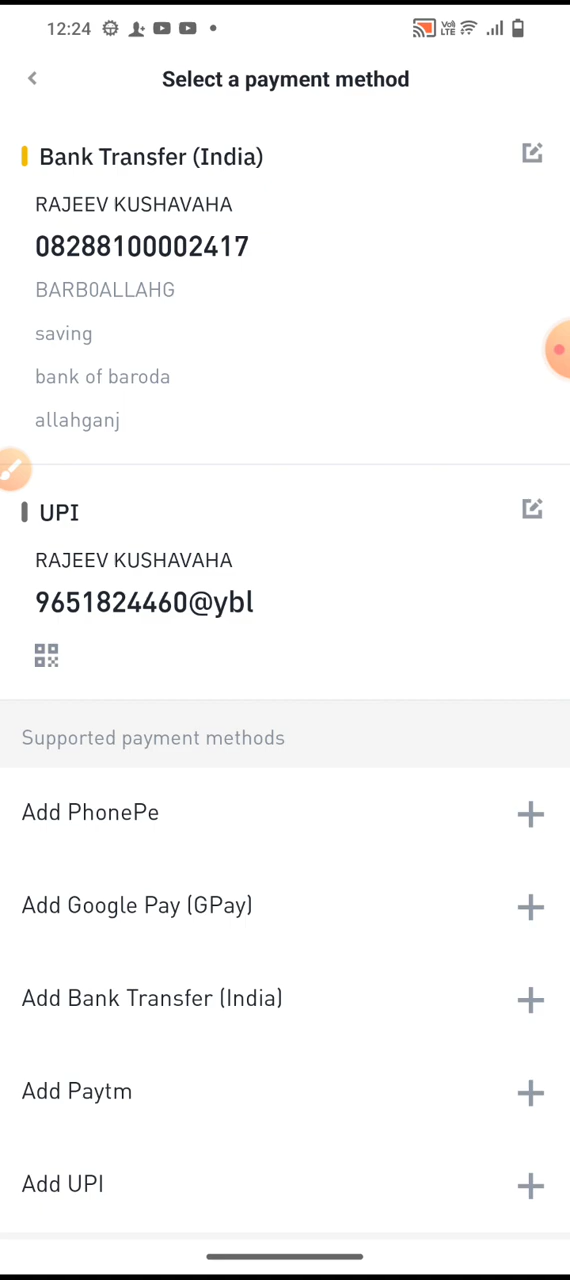 12:24
Vo)) LTE
Select a payment method
Bank Transfer (India)
RAJEEV KUSHAVAHA
08288100002417
BARB0ALLAHG
saving
bank of baroda
allahganj
UPI
RAJEEV KUSHAVAHA
9651824460@ybl
Supported payment methods
Add PhonePe
Add Google Pay (GPay)
Add Bank Transfer (India)
Add Paytm
Add UPI